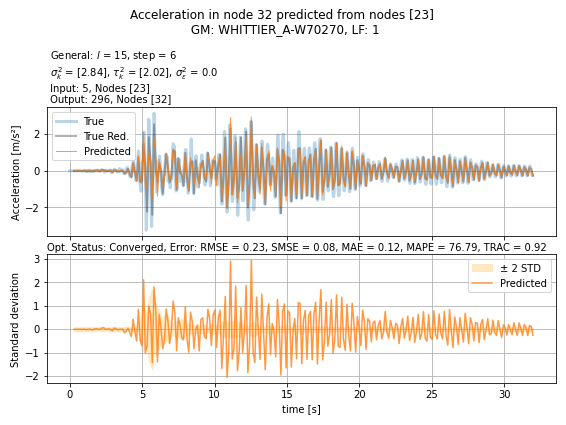 Acceleration in node 32 predicted from nodes [23]
GM: WHITTIER_A-W70270, LF: 1
General: l = 15, step = 6
σ²ₖ = [2.84], τ²ₖ = [2.02], σ²ε = 0.0
Input: 5, Nodes [23]
Output: 296, Nodes [32]
True
True Red.
Predicted
Acceleration [m/s²]
2
0
−2
Opt. Status: Converged, Error: RMSE = 0.23, SMSE = 0.08, MAE = 0.12, MAPE = 76.79, TRAC = 0.92
± 2 STD
Predicted
Standard deviation
3
2
1
0
−1
−2
0 5 10 15 20 25 30
time [s]